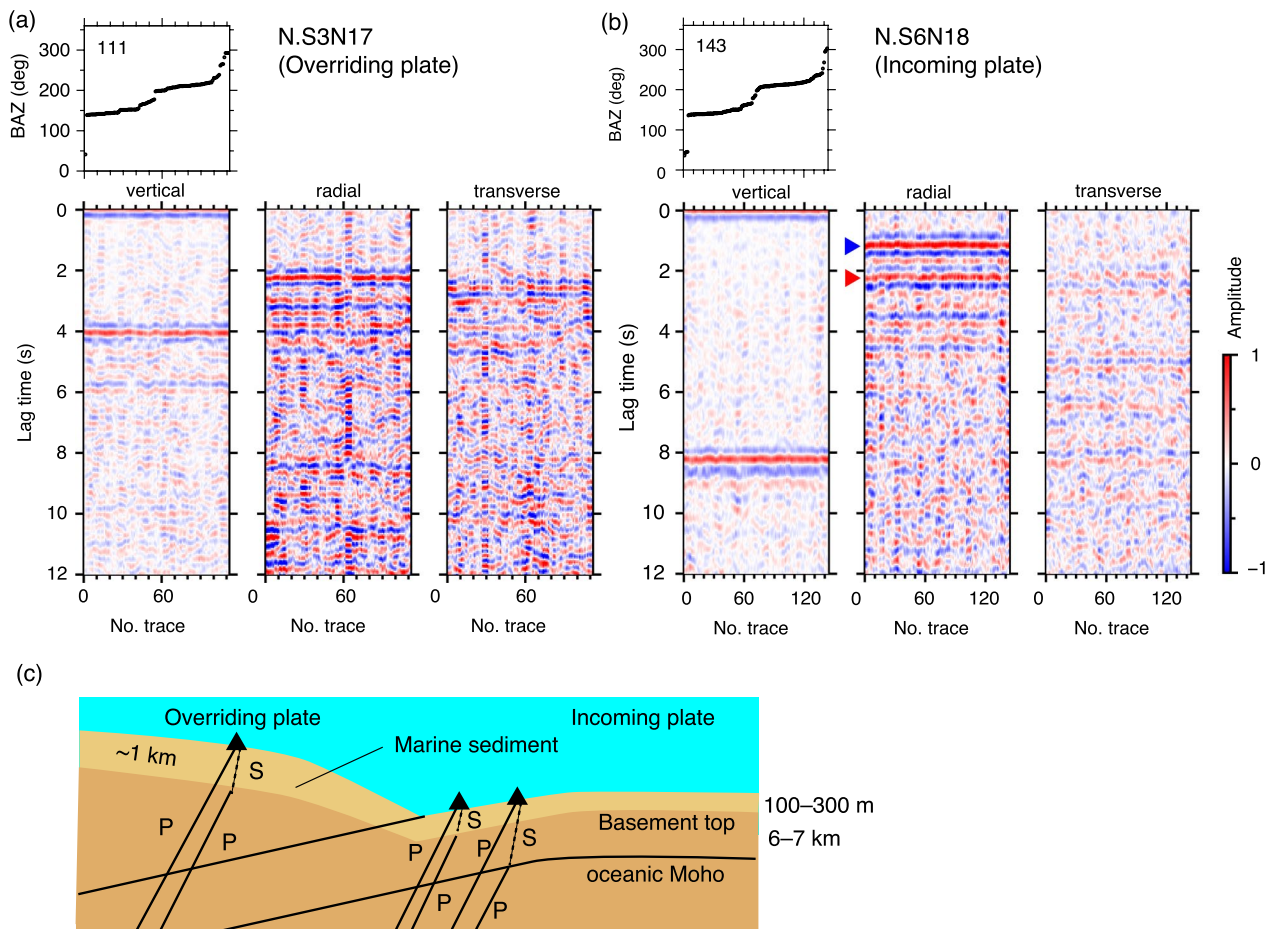 (a)
111
N.S3N17
(Overriding plate)
BAZ (deg)
300
200
100
0
vertical
radial
transverse
Lag time (s)
0
2
4
6
8
10
12
0 60
0 60
0 60
No. trace
No. trace
No. trace
(b)
143
N.S6N18
(Incoming plate)
BAZ (deg)
300
200
100
0
vertical
radial
transverse
Lag time (s)
0
2
4
6
8
10
12
0 60 120
0 60 120
0 60 120
No. trace
No. trace
No. trace
Amplitude
1
0
−1
(c)
Overriding plate
Incoming plate
~1 km
Marine sediment
S
P
P
100–300 m
S
Basement top
P
P
S
6–7 km
oceanic Moho
P
P